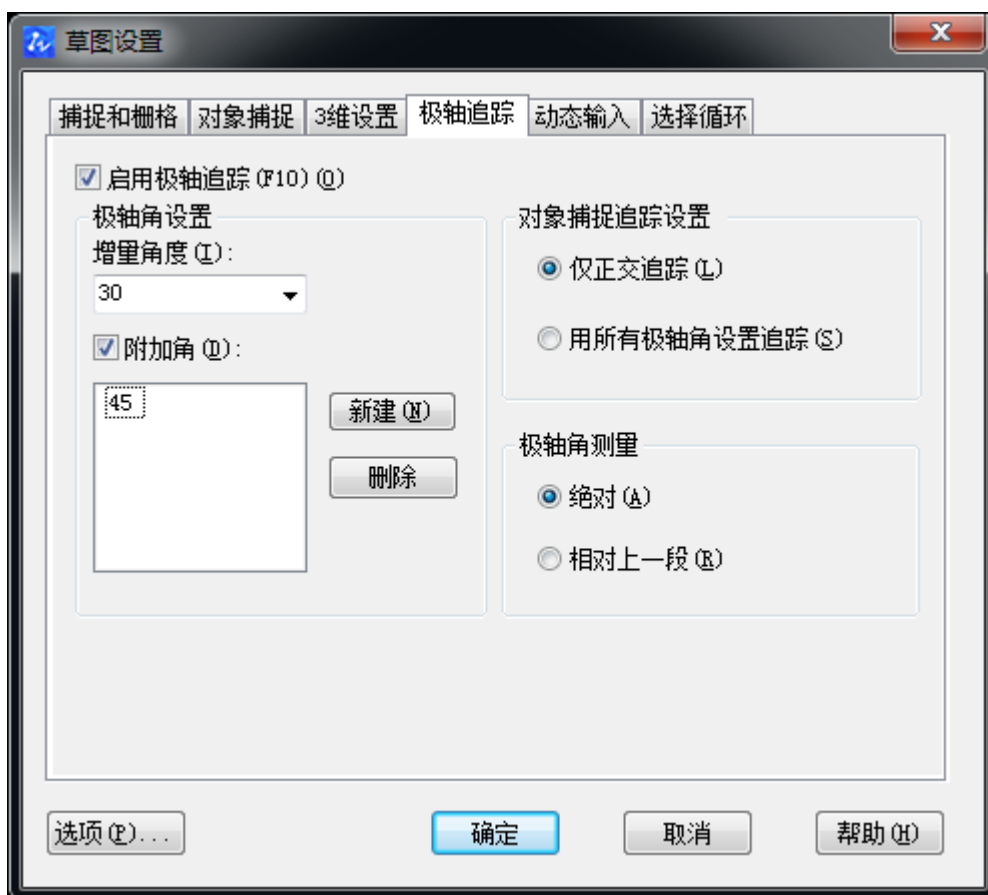 草图设置
捕捉和栅格 对象捕捉 3维设置 极轴追踪 动态输入 选择循环
启用极轴追踪(F10)(O)
极轴角设置
增量角度(I):
30
附加角(D):
45
新建(N)
删除
对象捕捉追踪设置
仅正交追踪(L)
用所有极轴角设置追踪(S)
极轴角测量
绝对(A)
相对上一段(R)
选项(P)... 确定 取消 帮助(H)